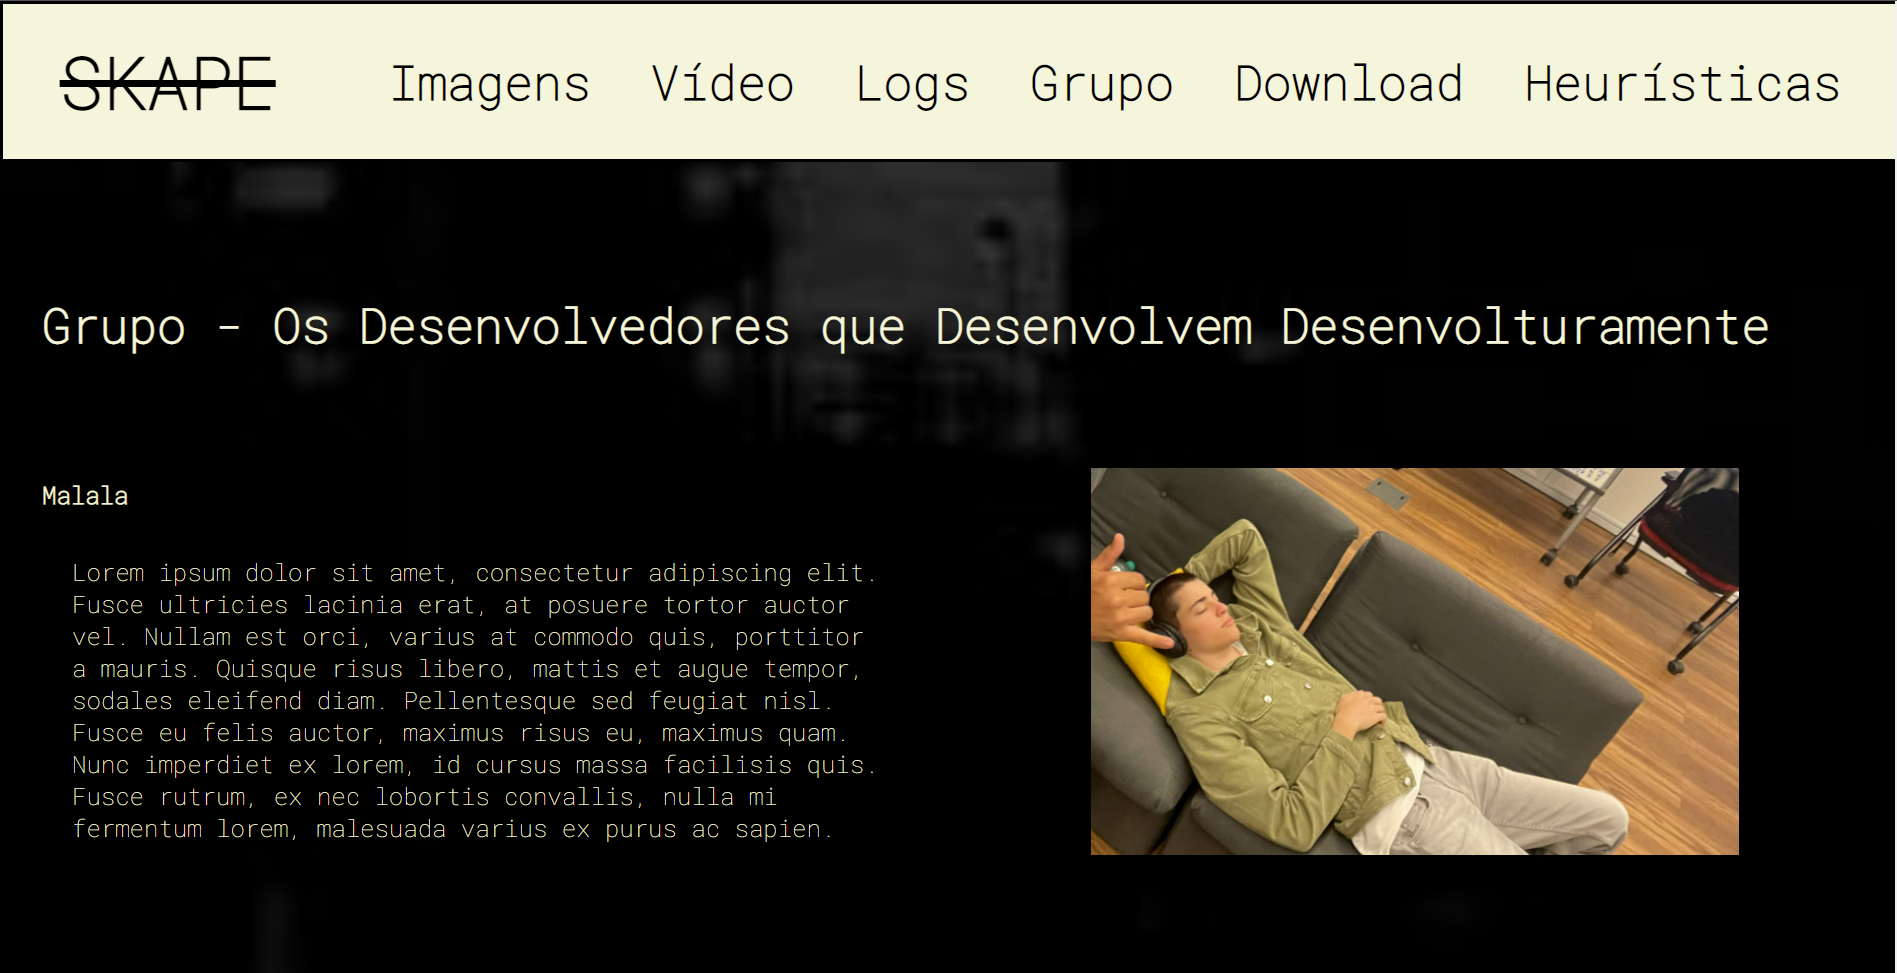 SKAPE Imagens Vídeo Logs Grupo Download Heurísticas
Grupo - Os Desenvolvedores que Desenvolvem Desenvolturamente
Malala
Lorem ipsum dolor sit amet, consectetur adipiscing elit.
Fusce ultricies lacinia erat, at posuere tortor auctor
vel. Nullam est orci, varius at commodo quis, porttitor
a mauris. Quisque risus libero, mattis et augue tempor,
sodales eleifend diam. Pellentesque sed feugiat nisl.
Fusce eu felis auctor, maximus risus eu, maximus quam.
Nunc imperdiet ex lorem, id cursus massa facilisis quis.
Fusce rutrum, ex nec lobortis convallis, nulla mi
fermentum lorem, malesuada varius ex purus ac sapien.